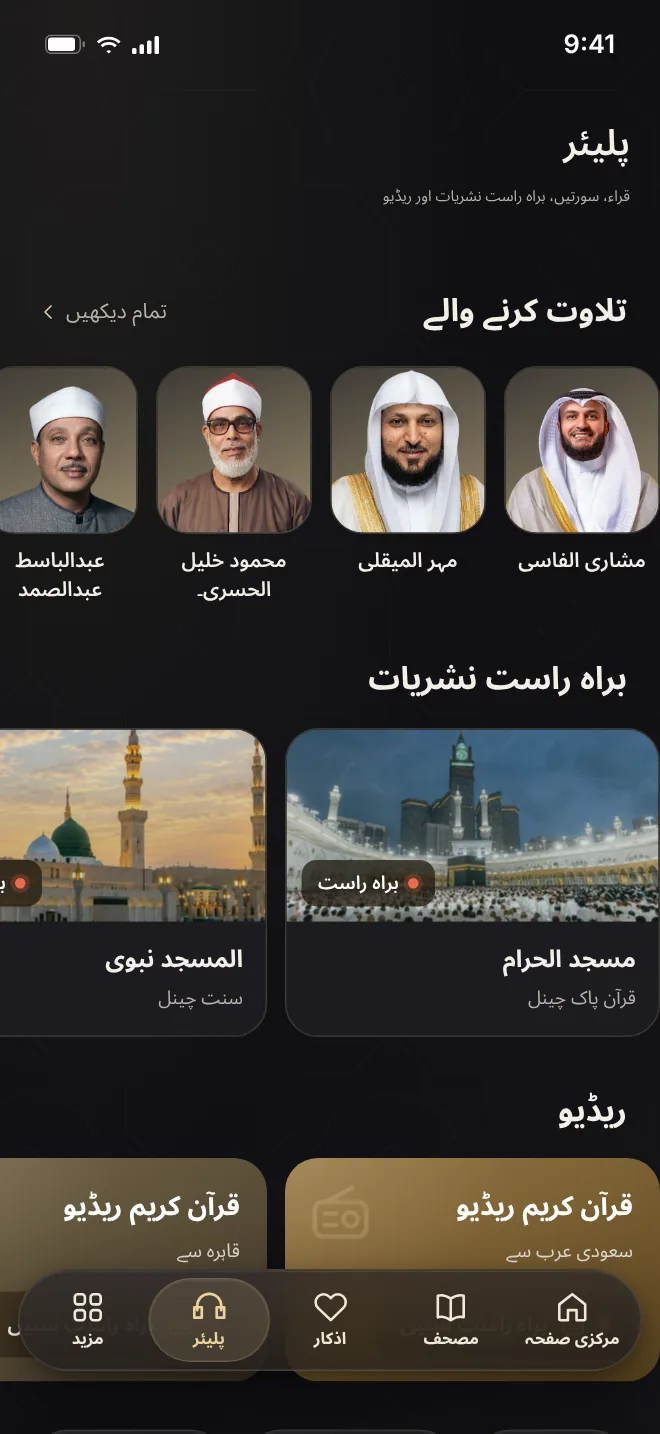 9:41
پلیئر
قراء، سورتیں، براہ راست نشریات اور ریڈیو
تلاوت کرنے والے
تمام دیکھیں
مشاری الفاسی
مہر المیقلی
محمود خلیل
الحسری۔
عبدالباسط
عبدالصمد
براہ راست نشریات
براہ راست
مسجد الحرام
قرآن پاک چینل
المسجد نبوی
سنت چینل
ریڈیو
قرآن کریم ریڈیو
سعودی عرب سے
قرآن کریم ریڈیو
قاہرہ سے
مرکزی صفحہ
مصحف
اذکار
پلیئر
مزید